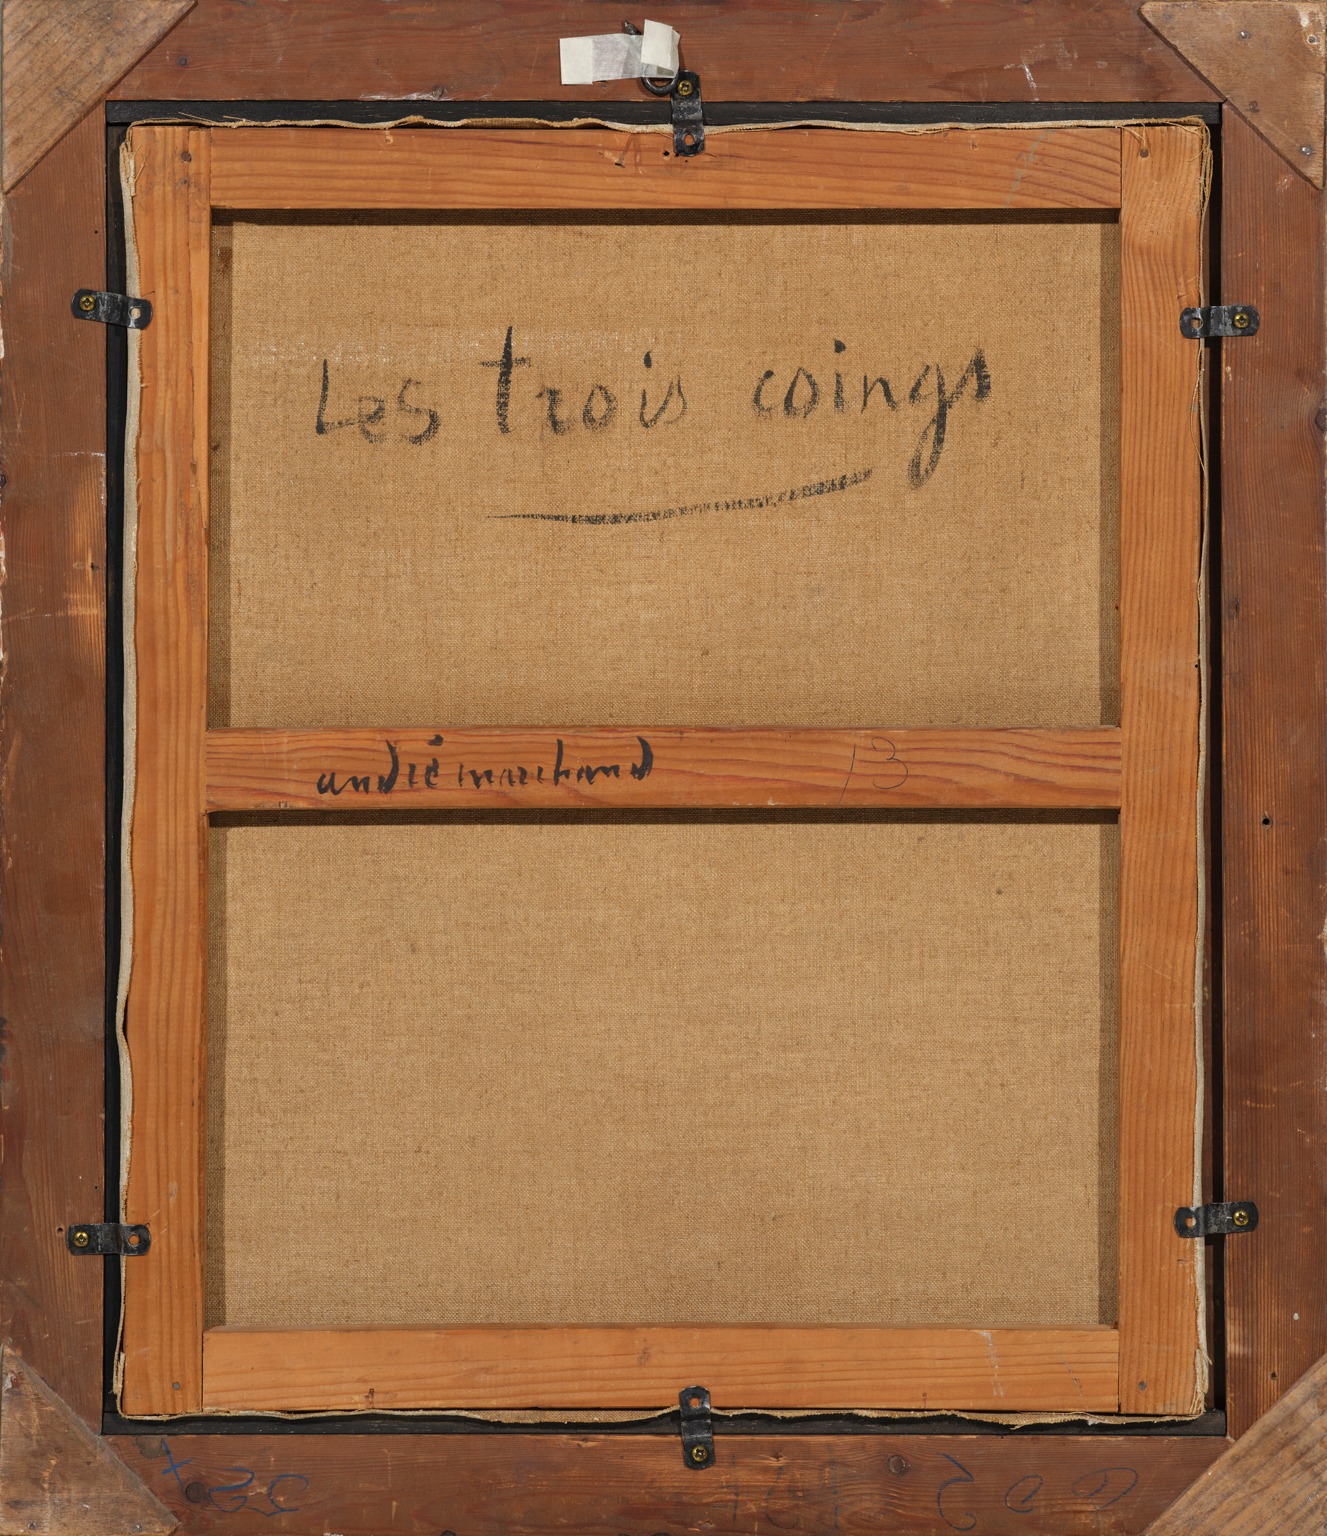 Les trois coings
andré marchand 13